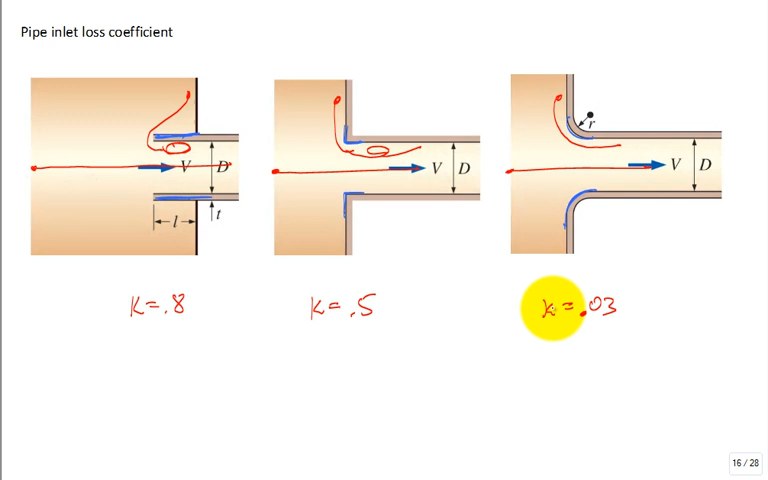 Pipe inlet loss coefficient
V D
l
t
V D
r
V D
K=.8
K=.5
K=.03
16 / 28